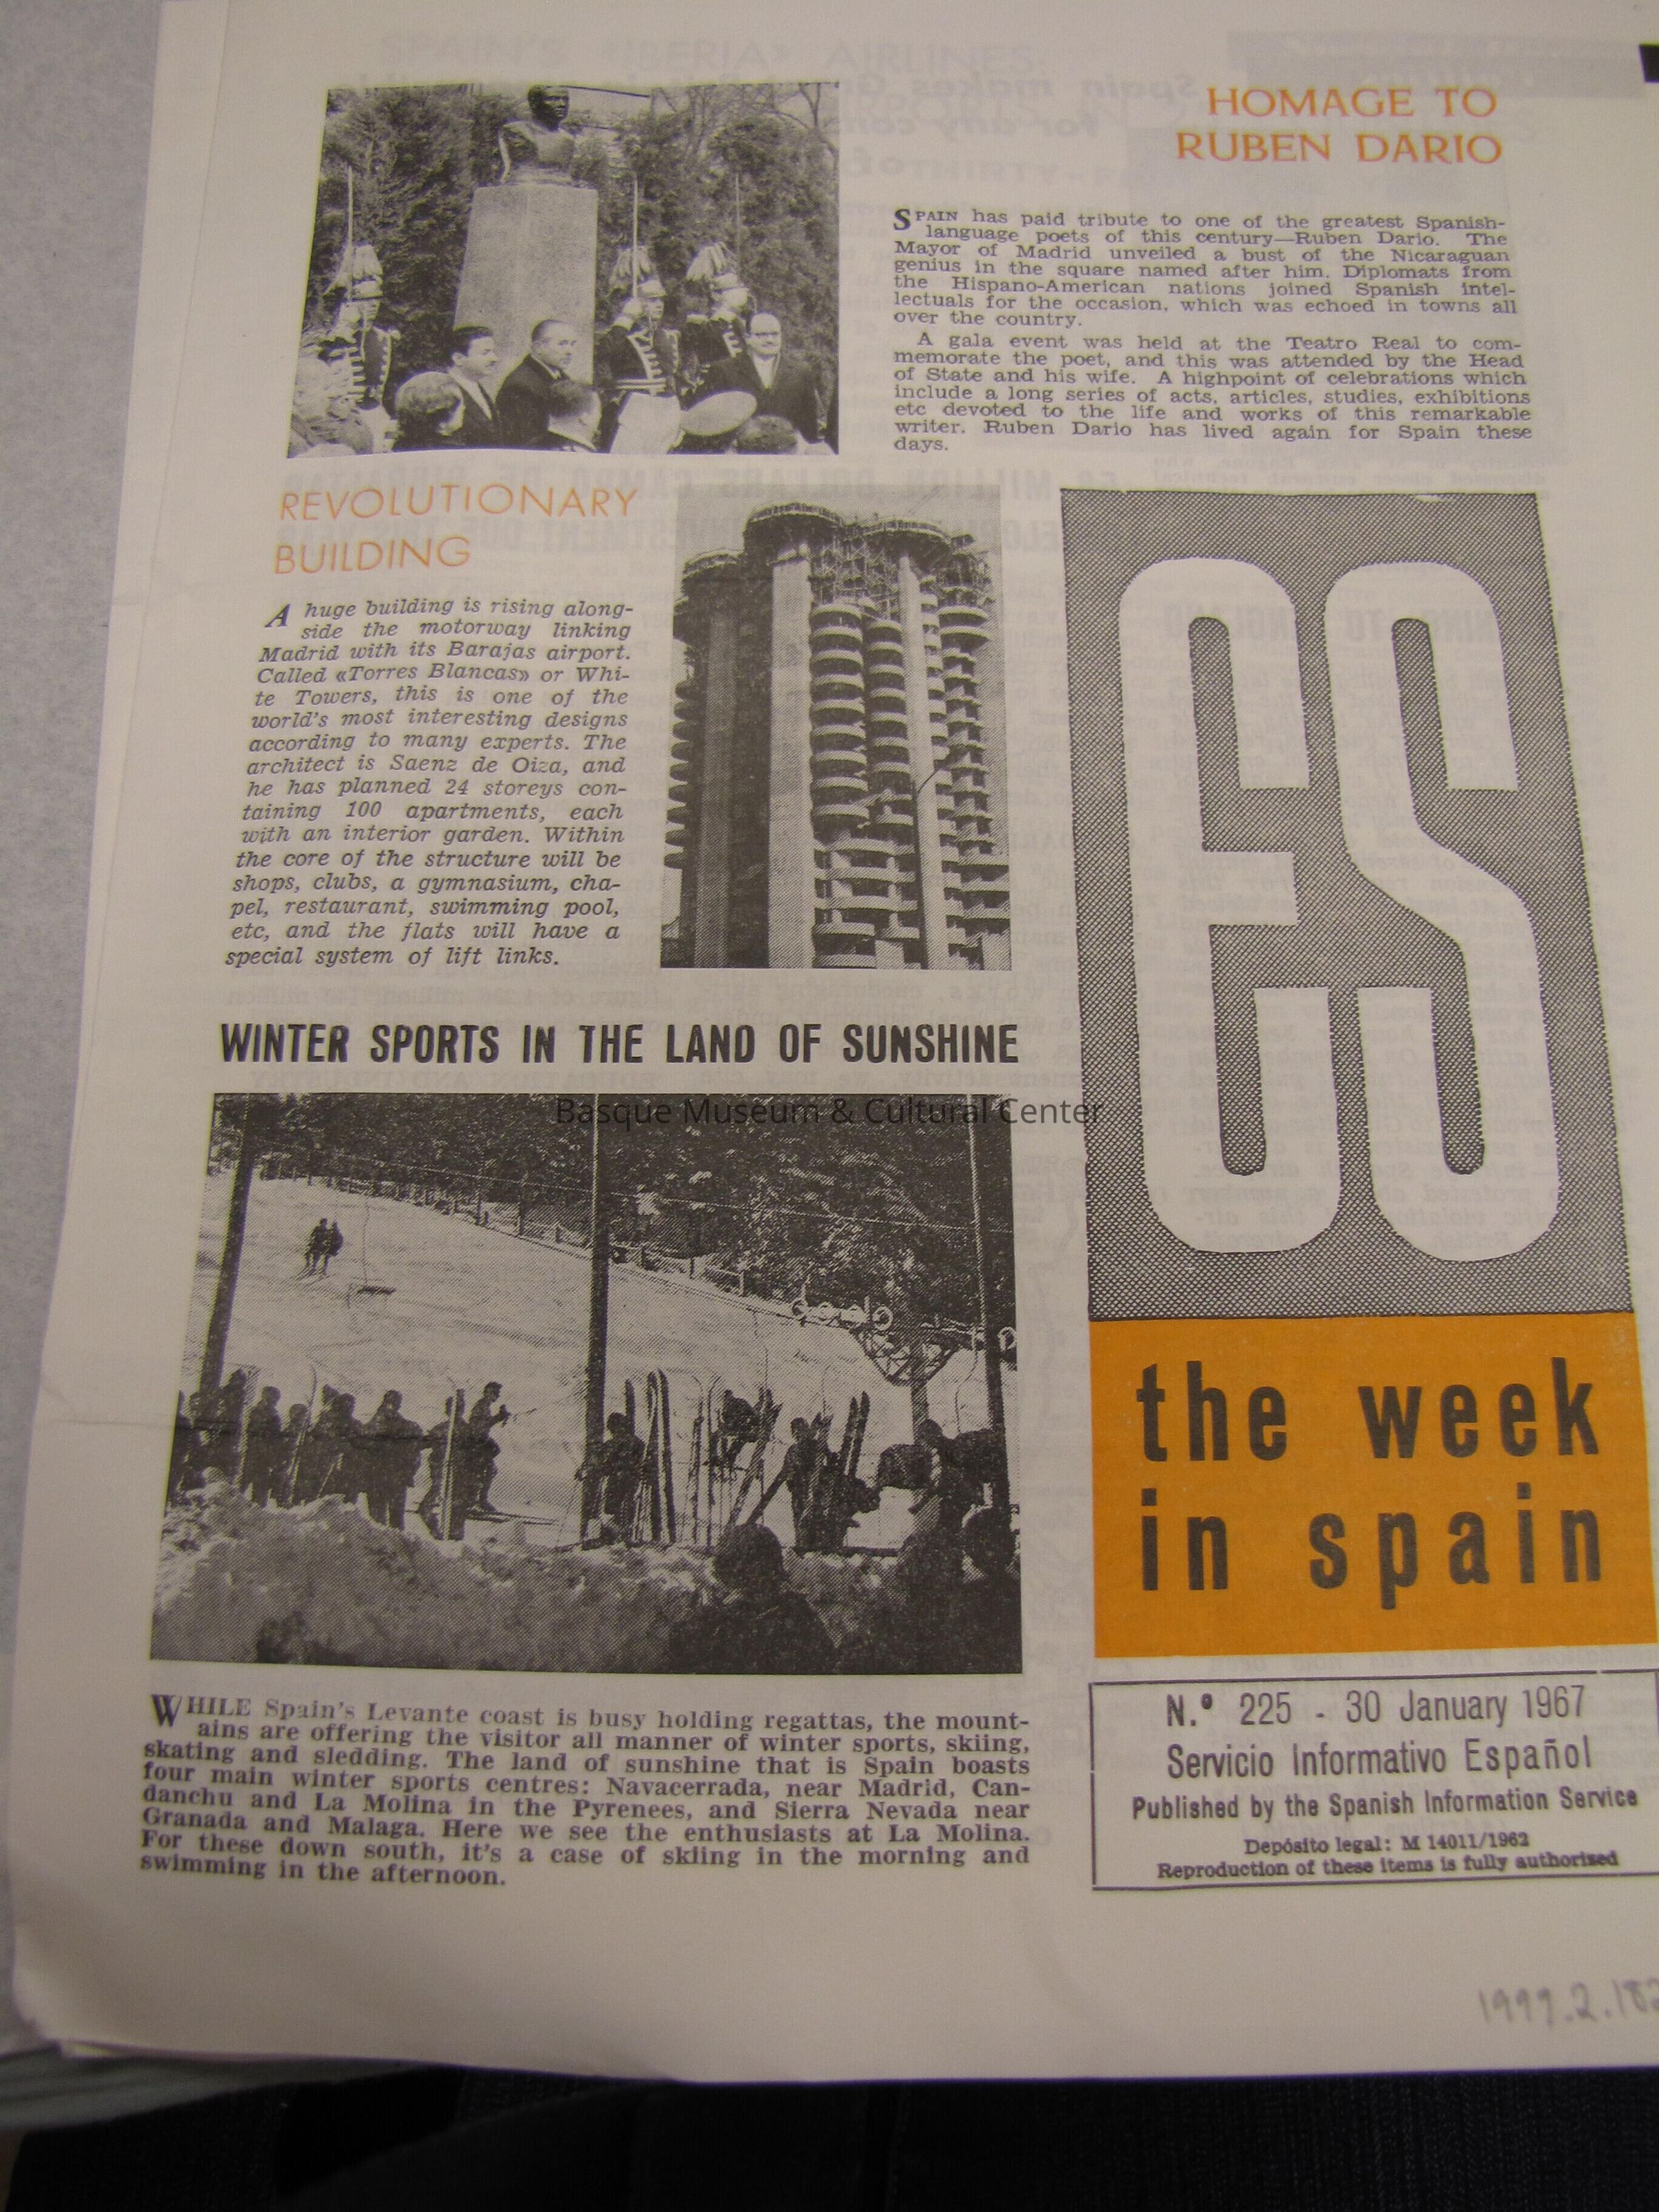 HOMAGE TO
RUBEN DARIO
SPAIN has paid tribute to one of the greatest Spanish-
language poets of this century—Ruben Dario. The
Mayor of Madrid unveiled a bust of the Nicaraguan
genius in the square named after him. Diplomats from
the Hispano-American nations joined Spanish intel-
lectuals for the occasion, which was echoed in towns all
over the country.
A gala event was held at the Teatro Real to com-
memorate the poet, and this was attended by the Head
of State and his wife. A highpoint of celebrations which
include a long series of acts, articles, studies, exhibitions
etc devoted to the life and works of this remarkable
writer. Ruben Dario has lived again for Spain these
days.
REVOLUTIONARY
BUILDING
A huge building is rising along-
side the motorway linking
Madrid with its Barajas airport.
Called «Torres Blancas» or Whi-
te Towers, this is one of the
world's most interesting designs
according to many experts. The
architect is Saenz de Oiza, and
he has planned 24 storeys con-
taining 100 apartments, each
with an interior garden. Within
the core of the structure will be
shops, clubs, a gymnasium, cha-
pel, restaurant, swimming pool,
etc, and the flats will have a
special system of lift links.
WINTER SPORTS IN THE LAND OF SUNSHINE
Basque Museum & Cultural Center
WHILE Spain's Levante coast is busy holding regattas, the mount-
ains are offering the visitor all manner of winter sports, skiing,
skating and sledding. The land of sunshine that is Spain boasts
four main winter sports centres: Navacerrada, near Madrid, Can-
danchu and La Molina in the Pyrenees, and Sierra Nevada near
Granada and Malaga. Here we see the enthusiasts at La Molina.
For these down south, it's a case of skiing in the morning and
swimming in the afternoon.
ES
the week
in spain
N.º 225 - 30 January 1967
Servicio Informativo Español
Published by the Spanish Information Service
Depósito legal: M 14011/1962
Reproduction of these items is fully authorized